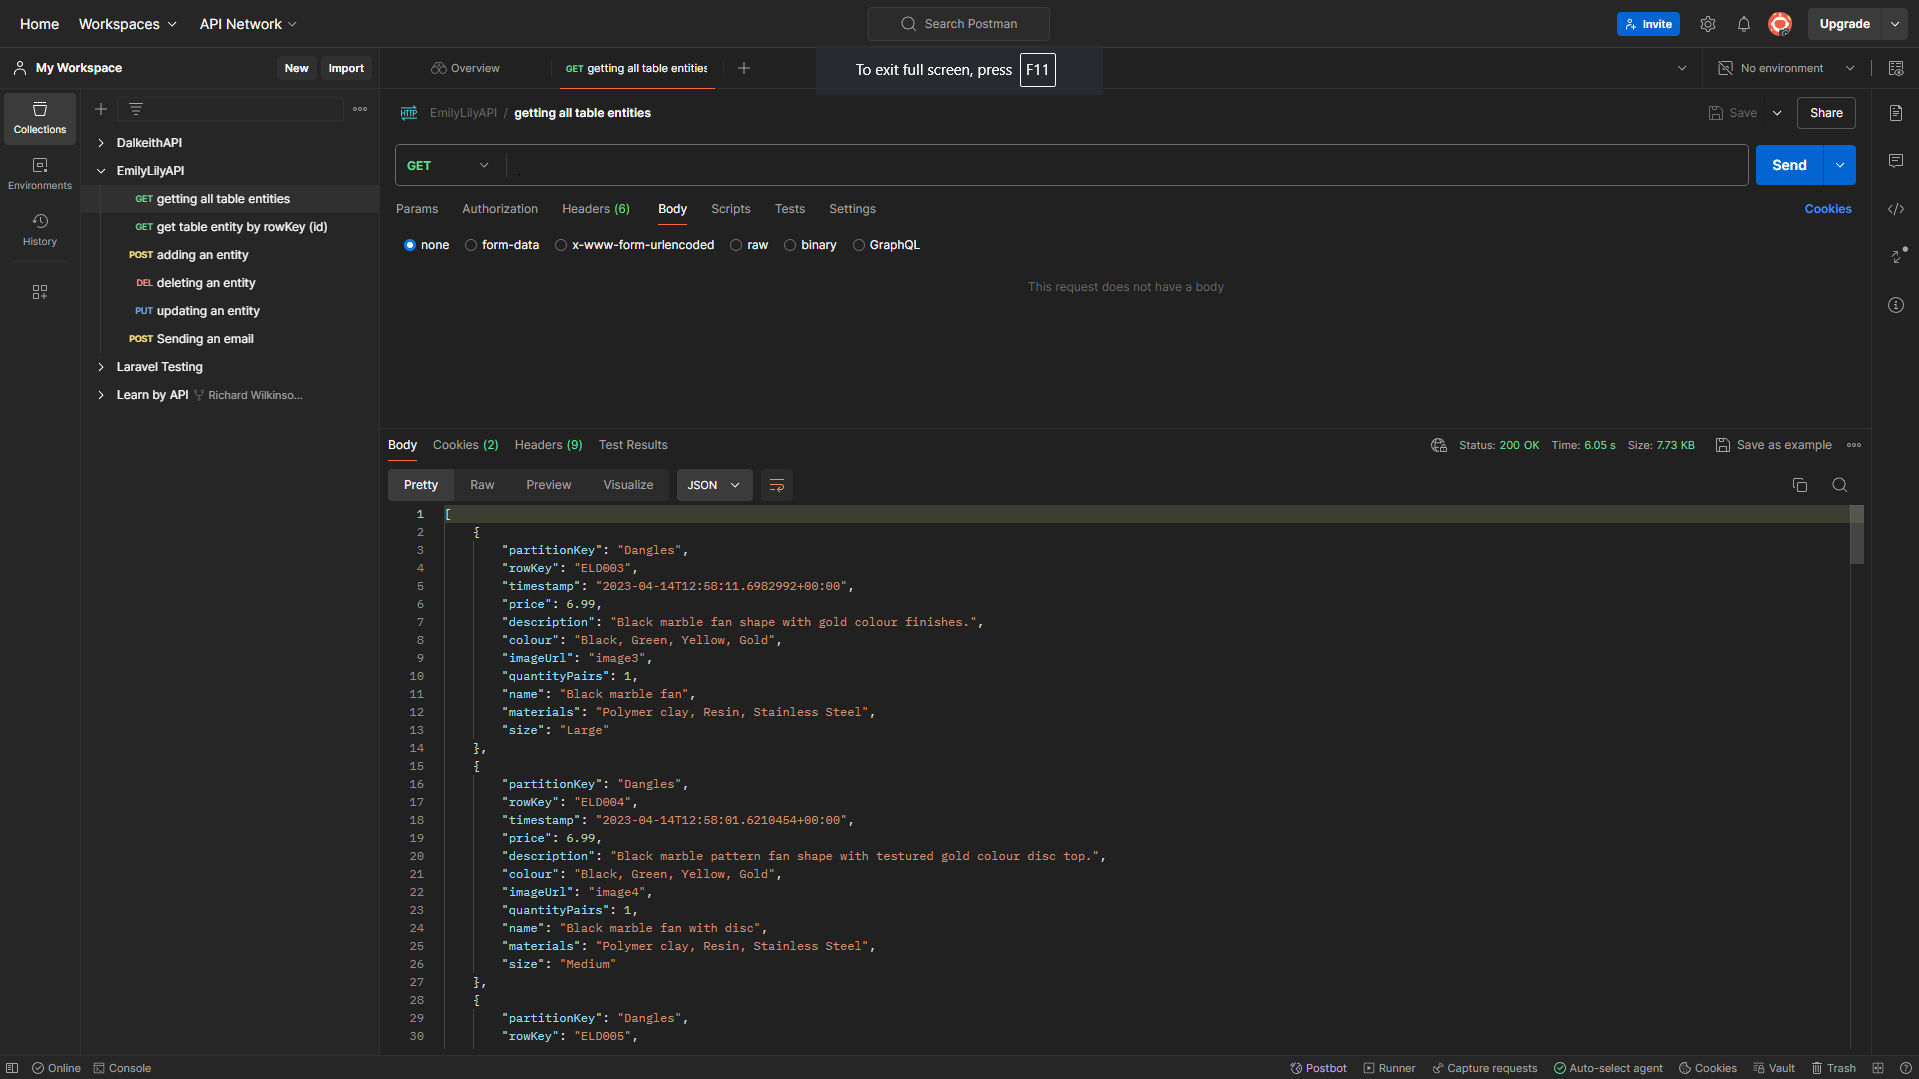 Home Workspaces API Network Search Postman Invite Upgrade
My Workspace New Import Overview GET getting all table entities To exit full screen, press F11 No environment
Collections
Environments
History
DalkeithAPI
EmilyLilyAPI
GET getting all table entities
GET get table entity by rowKey (id)
POST adding an entity
DEL deleting an entity
PUT updating an entity
POST Sending an email
Laravel Testing
Learn by API Richard Wilkinso...
HTTP EmilyLilyAPI / getting all table entities Save Share
GET Send
Params Authorization Headers (6) Body Scripts Tests Settings Cookies
none form-data x-www-form-urlencoded raw binary GraphQL
This request does not have a body
Body Cookies (2) Headers (9) Test Results Status: 200 OK Time: 6.05 s Size: 7.73 KB Save as example
Pretty Raw Preview Visualize JSON
1 [
2 {
3 "partitionKey": "Dangles",
4 "rowKey": "ELD003",
5 "timestamp": "2023-04-14T12:58:11.6982992+00:00",
6 "price": 6.99,
7 "description": "Black marble fan shape with gold colour finishes.",
8 "colour": "Black, Green, Yellow, Gold",
9 "imageUrl": "image3",
10 "quantityPairs": 1,
11 "name": "Black marble fan",
12 "materials": "Polymer clay, Resin, Stainless Steel",
13 "size": "Large"
14 },
15 {
16 "partitionKey": "Dangles",
17 "rowKey": "ELD004",
18 "timestamp": "2023-04-14T12:58:01.6210454+00:00",
19 "price": 6.99,
20 "description": "Black marble pattern fan shape with testured gold colour disc top.",
21 "colour": "Black, Green, Yellow, Gold",
22 "imageUrl": "image4",
23 "quantityPairs": 1,
24 "name": "Black marble fan with disc",
25 "materials": "Polymer clay, Resin, Stainless Steel",
26 "size": "Medium"
27 },
28 {
29 "partitionKey": "Dangles",
30 "rowKey": "ELD005",
Online Console Postbot Runner Capture requests Auto-select agent Cookies Vault Trash